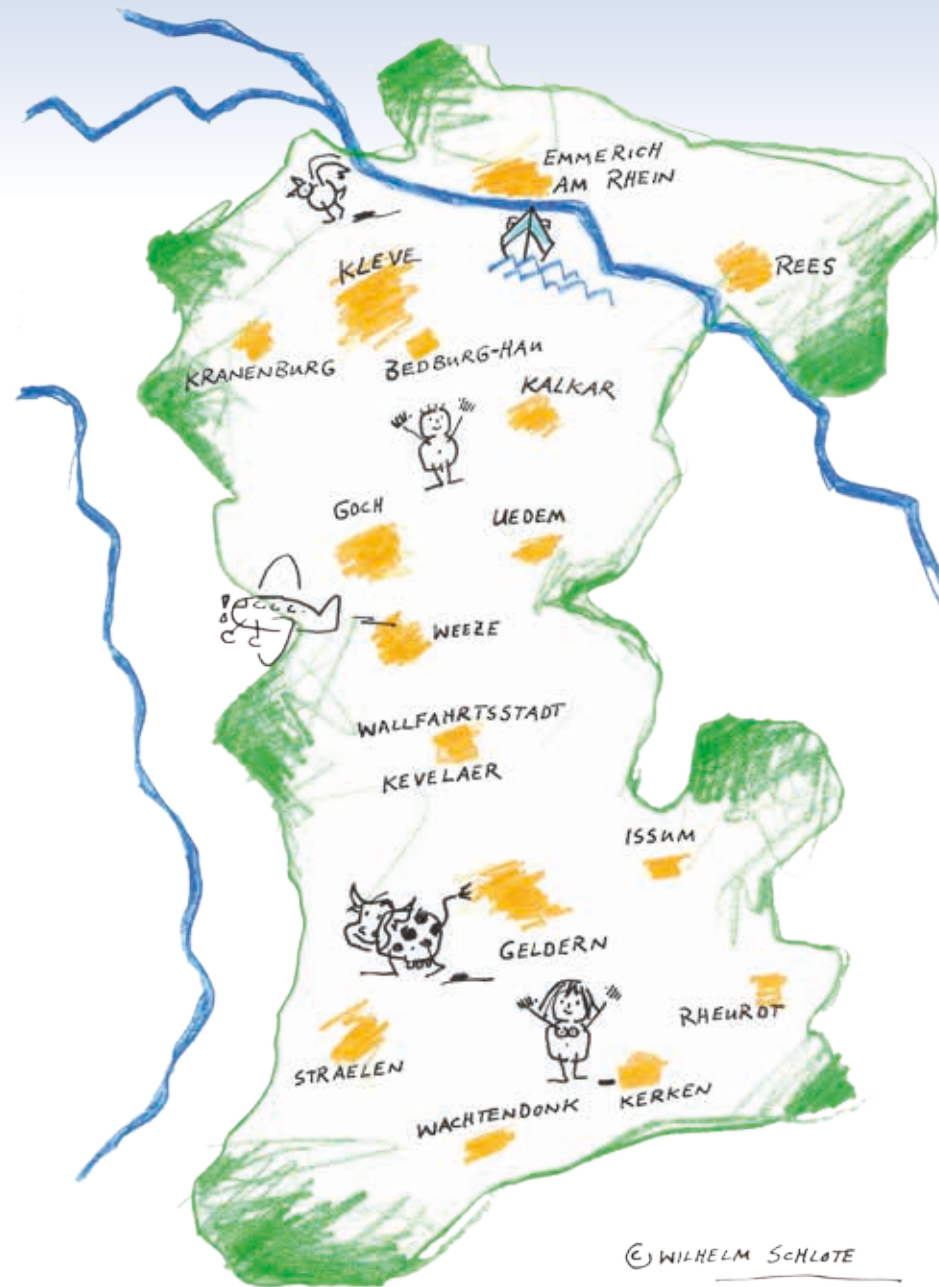 EMMERICH
AM RHEIN
REES
KLEVE
KRANENBURG
BEDBURG-HAU
KALKAR
GOCH
UEDEM
WEEZE
WALLFAHRTSSTADT
KEVELAER
ISSUM
GELDERN
RHEURDT
STRAELEN
WACHTENDONK
KERKEN
© WILHELM SCHLOTE